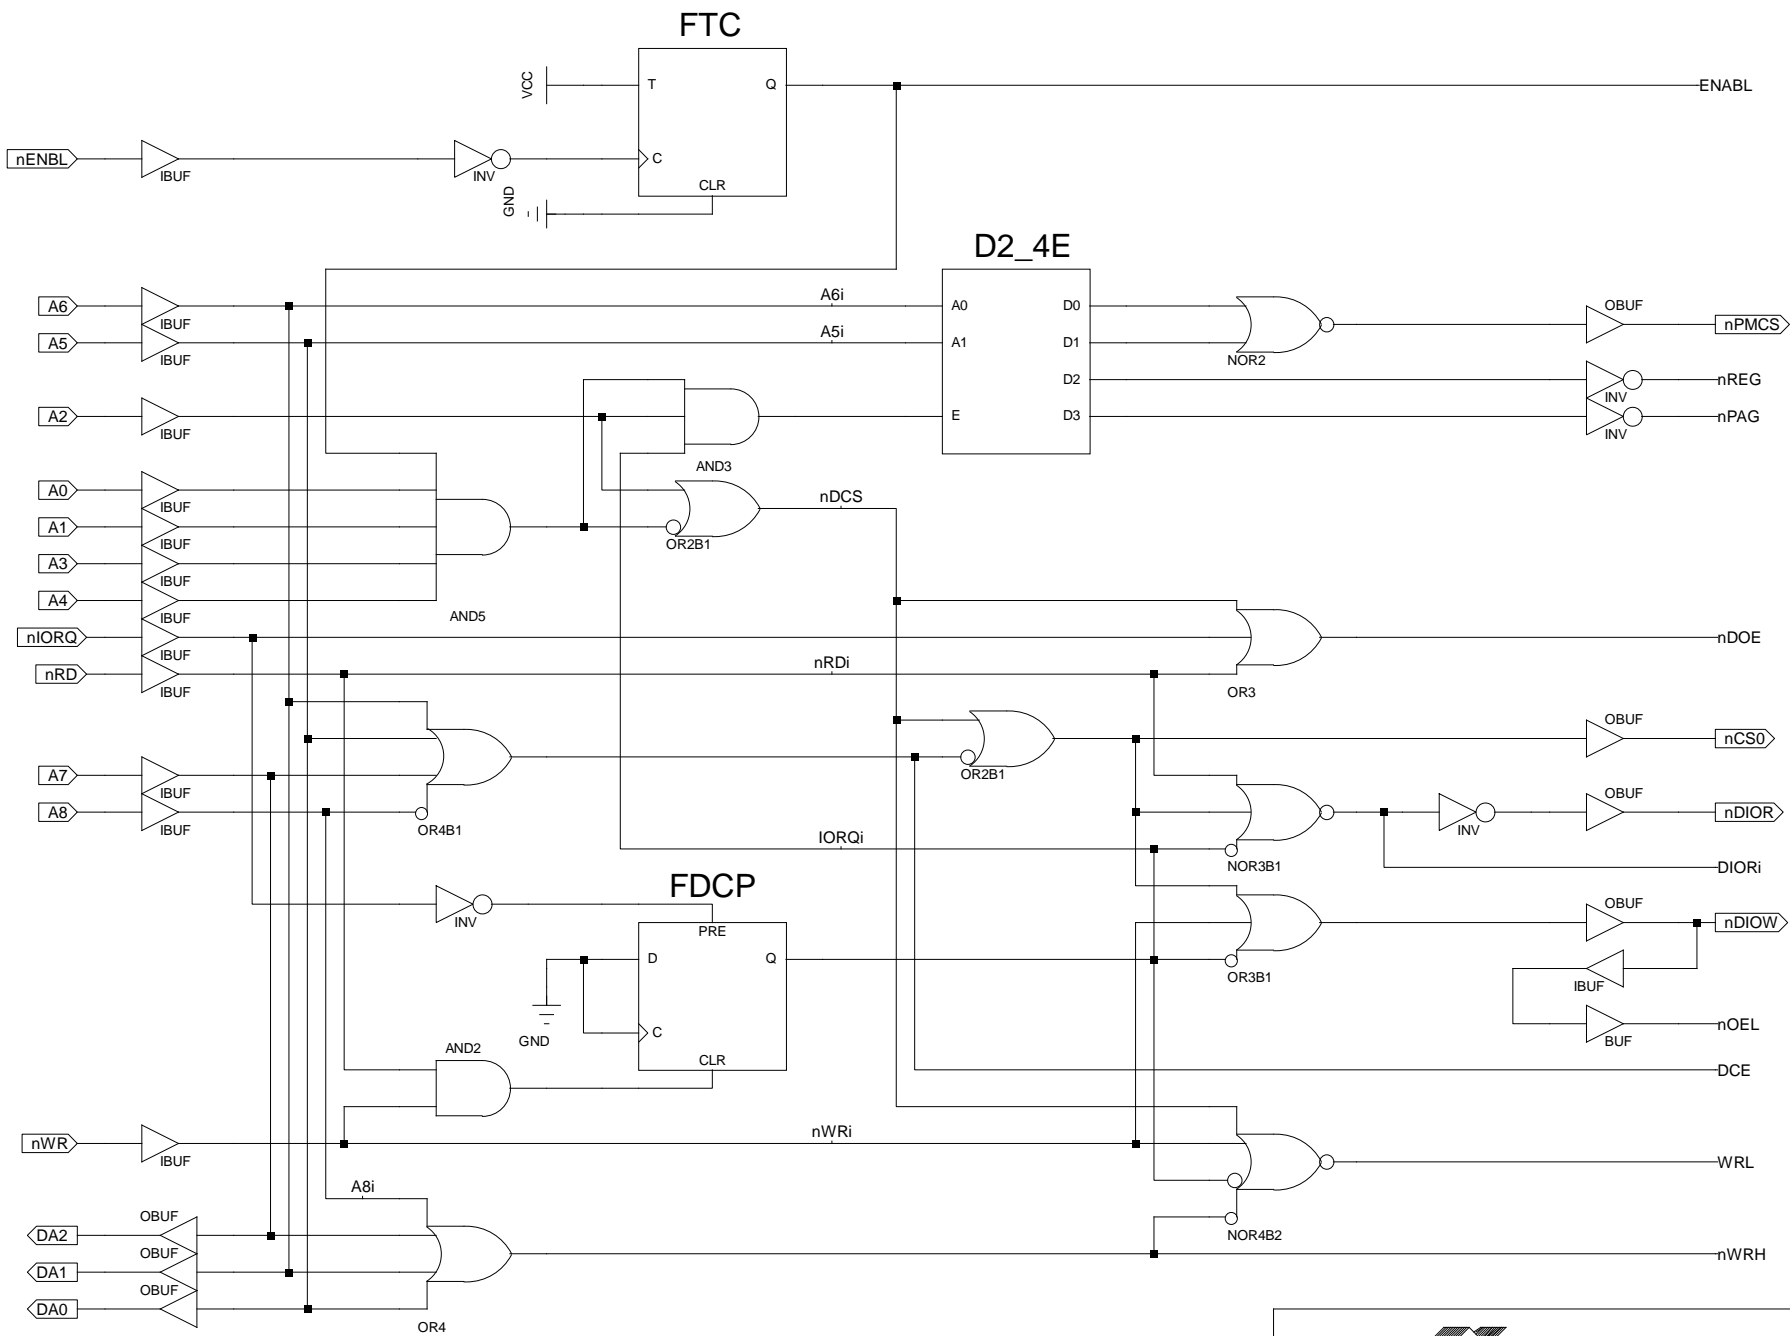 FTC
VCC
T
Q
ENABL
nENBL
IBUF
INV
C
CLR
GND
D2_4E
A6
IBUF
A6i
A0
D0
OBUF
nPMCS
A5
IBUF
A5i
A1
D1
NOR2
D2
INV
nREG
A2
IBUF
E
D3
INV
nPAG
AND3
A0
IBUF
nDCS
A1
IBUF
OR2B1
A3
IBUF
A4
IBUF
AND5
nIORQ
IBUF
nDOE
nRD
IBUF
nRDi
OR3
OBUF
nCS0
A7
IBUF
OR2B1
OBUF
A8
IBUF
OR4B1
INV
nDIOR
IORQi
NOR3B1
DIORi
FDCP
INV
PRE
OBUF
nDIOW
D
Q
OR3B1
IBUF
GND
C
BUF
nOEL
AND2
CLR
DCE
nWR
IBUF
nWRi
WRL
A8i
OBUF
DA2
NOR4B2
OBUF
nWRH
DA1
OBUF
DA0
OR4